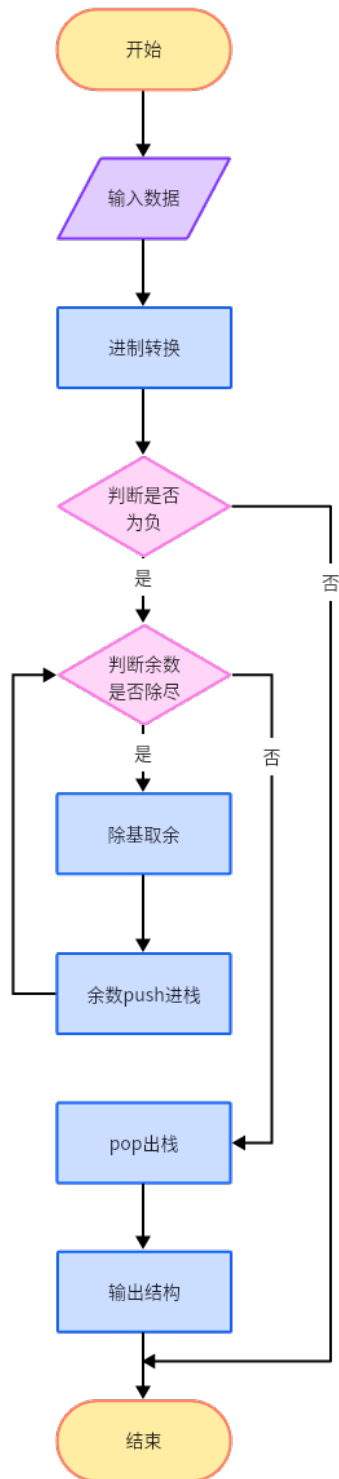 开始
输入数据
进制转换
判断是否
为负
是
否
判断余数
是否除尽
是
否
除基取余
余数push进栈
pop出栈
输出结构
结束